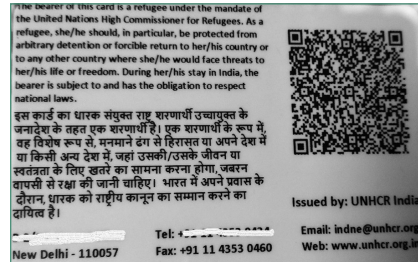 The bearer of this card is a refugee under the mandate of
the United Nations High Commissioner for Refugees. As a
refugee, she/he should, in particular, be protected from
arbitrary detention or forcible return to her/his country or
to any other country where she/he would face threats to
her/his life or freedom. During her/his stay in India, the
bearer is subject to and has the obligation to respect
national laws.
इस कार्ड का धारक संयुक्त राष्ट्र शरणार्थी उच्चायुक्त के
जनादेश के तहत एक शरणार्थी है। एक शरणार्थी के रूप में,
वह विशेष रूप से, मनमाने ढंग से हिरासत या अपने देश में
या किसी अन्य देश में, जहां उसकी/उसके जीवन या
स्वतंत्रता के लिए खतरे का सामना करना होगा, जबरन
वापसी से रक्षा की जानी चाहिए। भारत में अपने प्रवास के
दौरान, धारक को राष्ट्रीय कानून का सम्मान करने का
दायित्व है।
Issued by: UNHCR India
Tel:
Email: indne@unhcr.org
New Delhi - 110057
Fax: +91 11 4353 0460
Web: www.unhcr.org.in